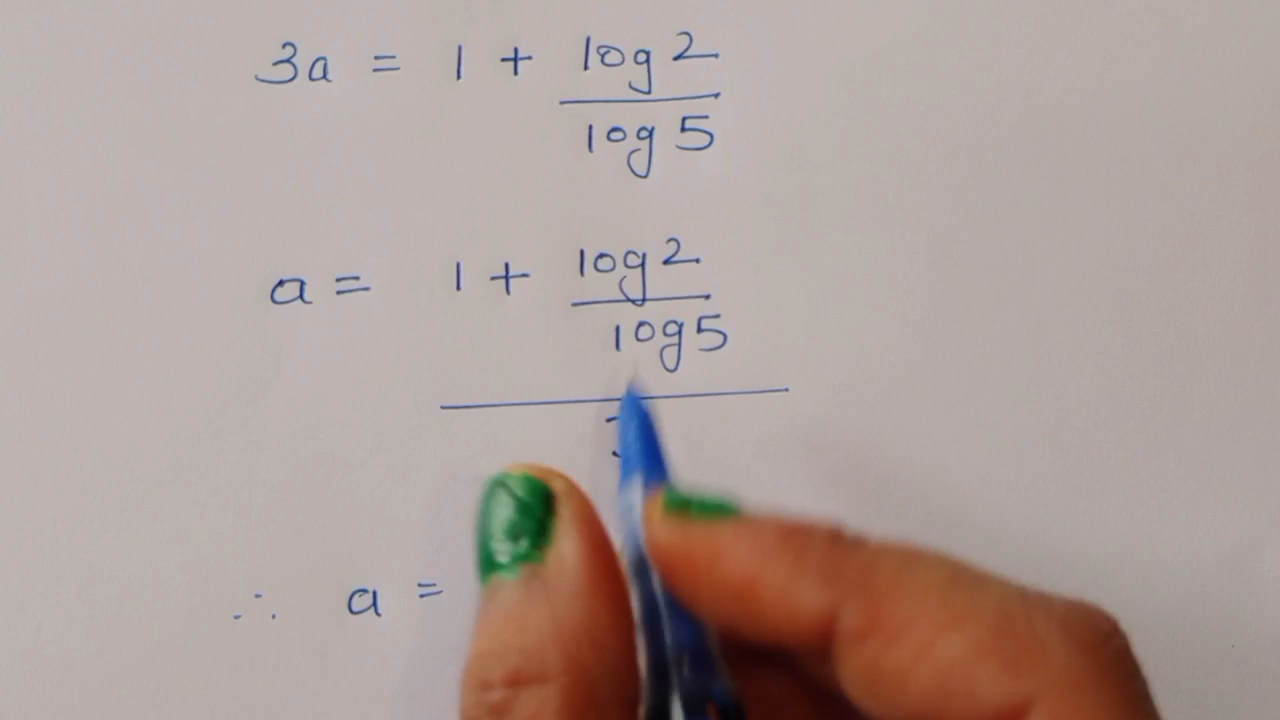 3a = 1 + log 2
log 5
a = 1 + log 2
log 5
∴ a =